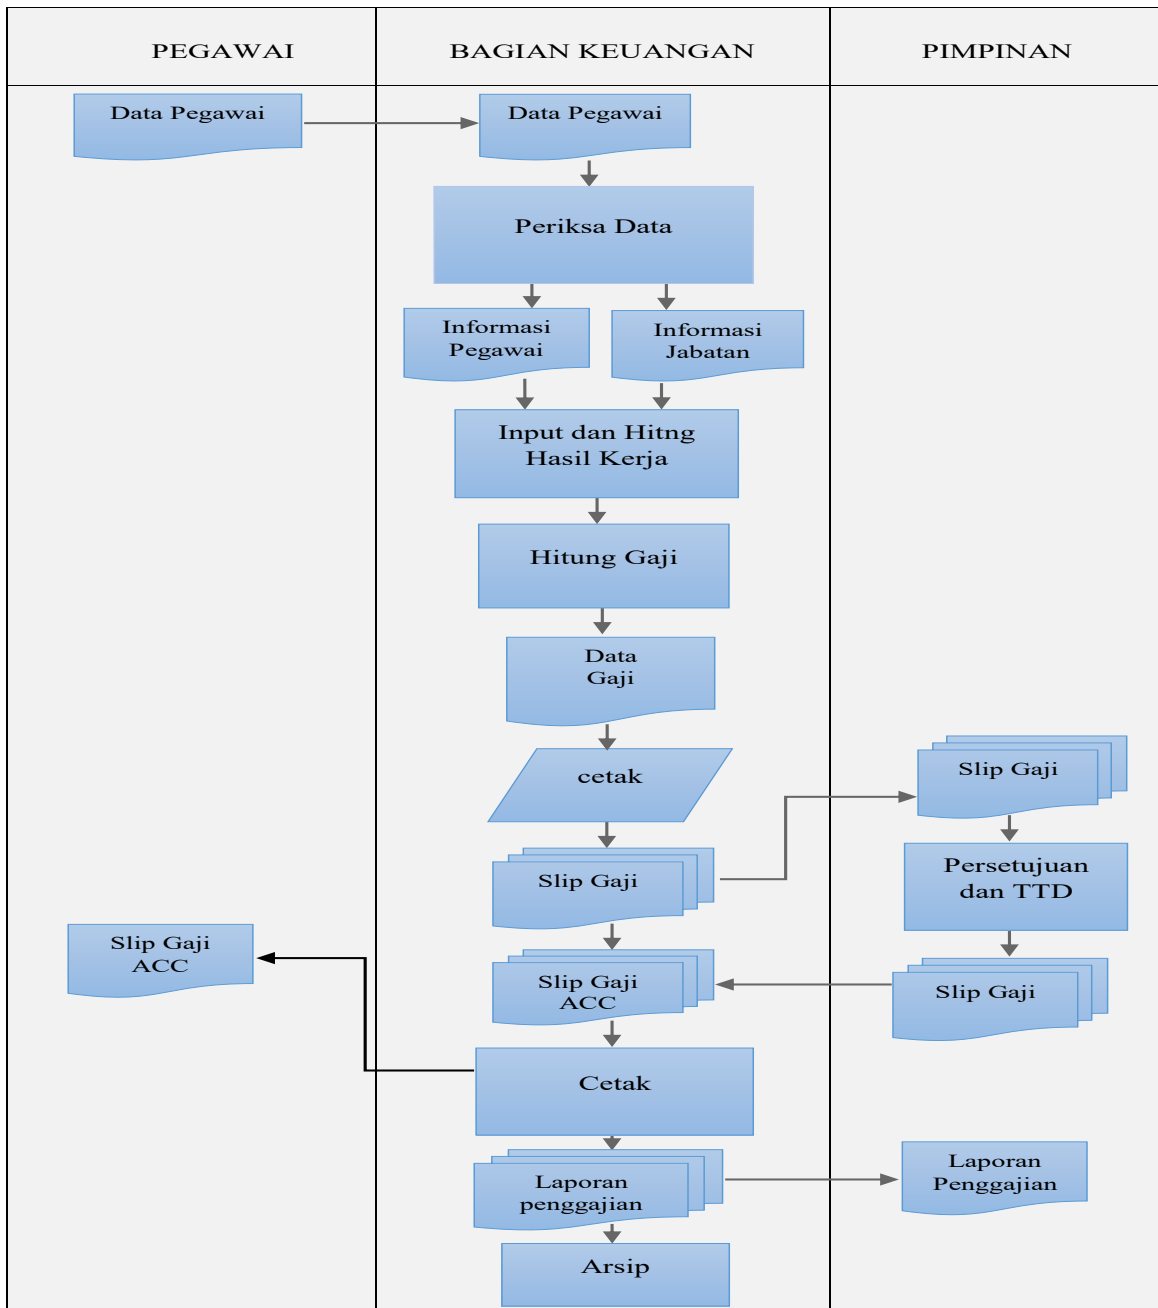 PEGAWAI
BAGIAN KEUANGAN
PIMPINAN
Data Pegawai
Data Pegawai
Periksa Data
Informasi
Pegawai
Informasi
Jabatan
Input dan Hitng
Hasil Kerja
Hitung Gaji
Data
Gaji
cetak
Slip Gaji
Slip Gaji
Persetujuan
dan TTD
Slip Gaji
ACC
Slip Gaji
ACC
Slip Gaji
Cetak
Laporan
penggajian
Laporan
Penggajian
Arsip